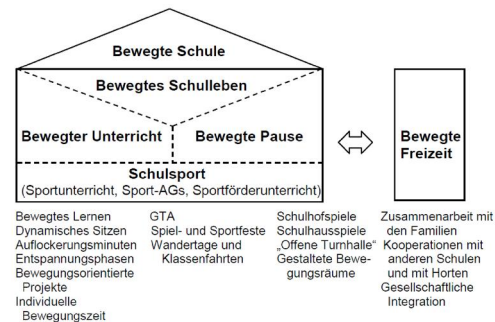 Bewegte Schule
Bewegtes Schulleben
Bewegter Unterricht
Bewegte Pause
Schulsport
(Sportunterricht, Sport-AGs, Sportförderunterricht)
Bewegte
Freizeit
Bewegtes Lernen
Dynamisches Sitzen
Auflockerungsminuten
Entspannungsphasen
Bewegungsorientierte
Projekte
Individuelle
Bewegungszeit
GTA
Spiel- und Sportfeste
Wandertage und
Klassenfahrten
Schulhofspiele
Schulhausspiele
„Offene Turnhalle“
Gestaltete Bewe-
gungsräume
Zusammenarbeit mit
den Familien
Kooperationen mit
anderen Schulen
und mit Horten
Gesellschaftliche
Integration